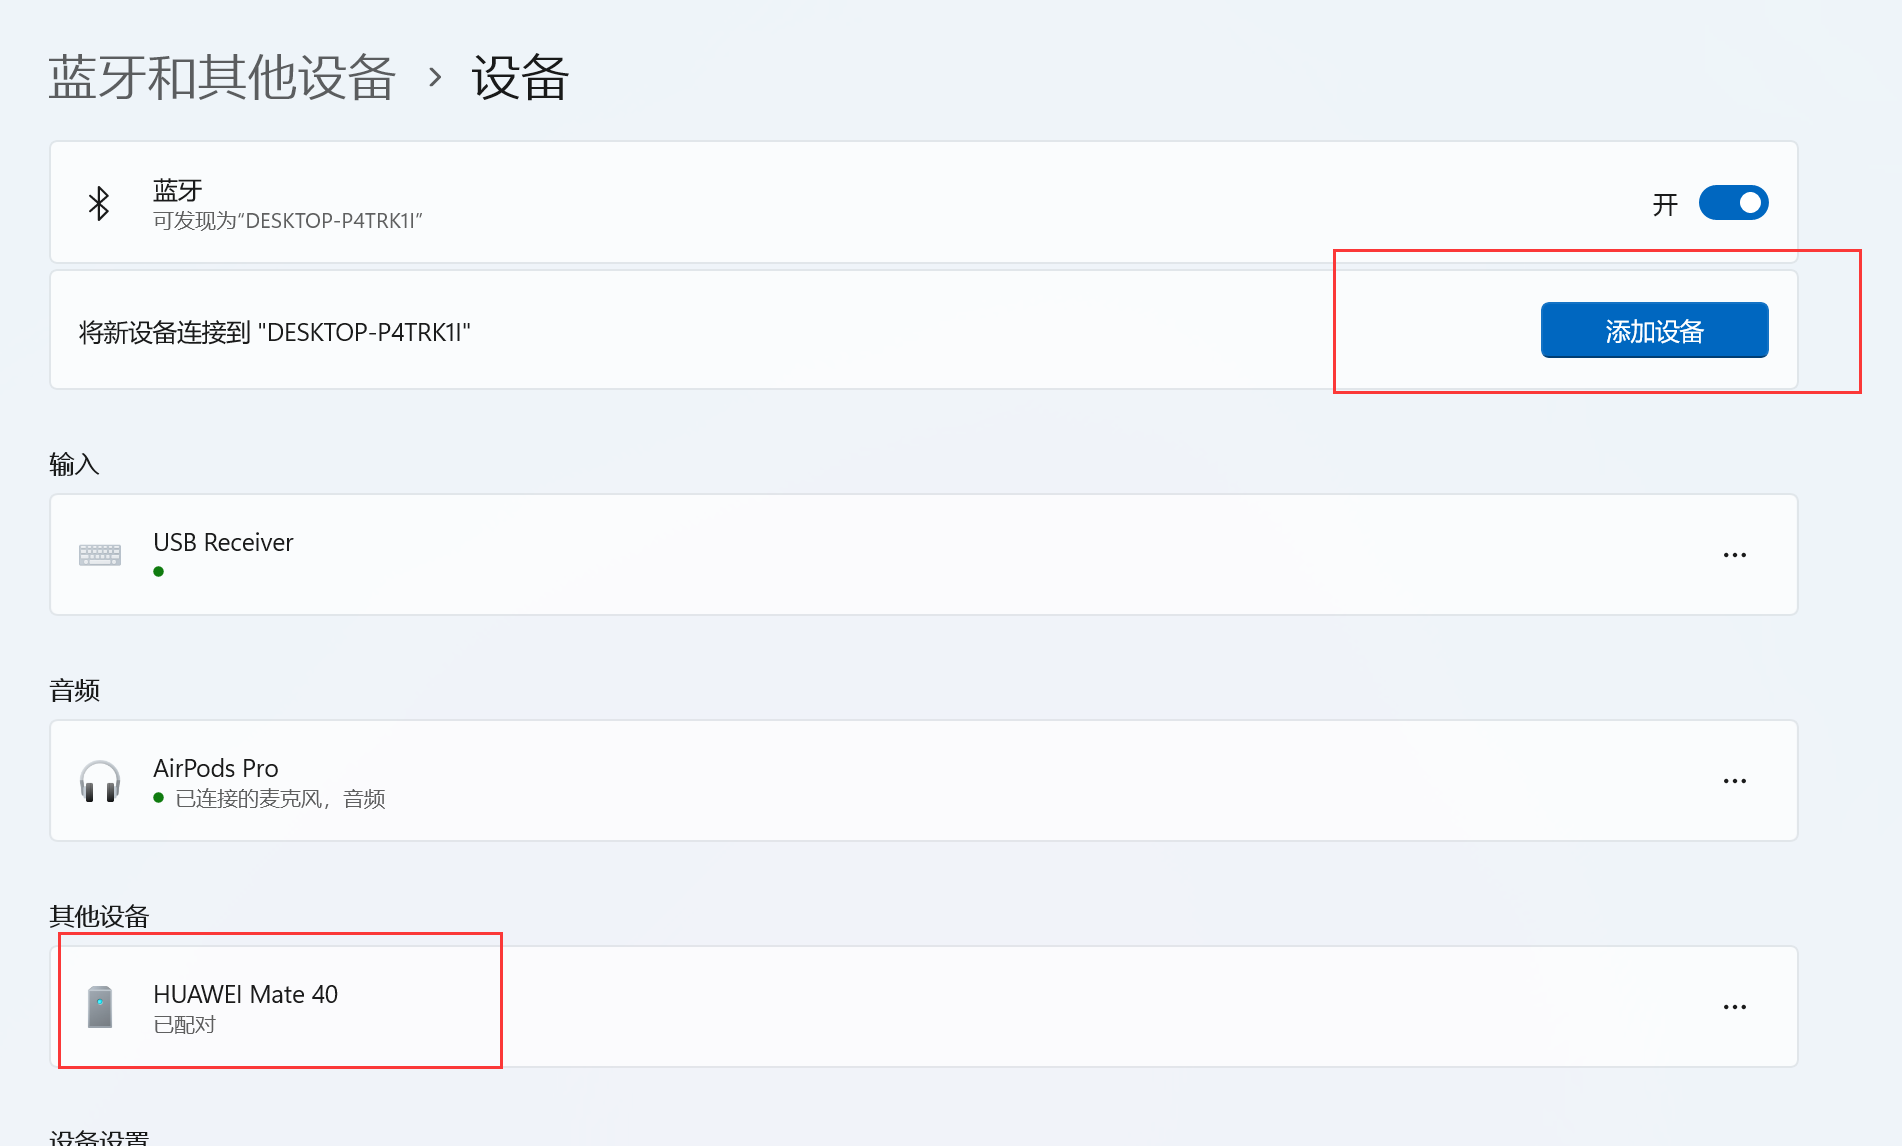 蓝牙和其他设备 › 设备
蓝牙
可发现为“DESKTOP-P4TRK1I”
开
将新设备连接到 "DESKTOP-P4TRK1I"
添加设备
输入
USB Receiver
音频
AirPods Pro
已连接的麦克风，音频
其他设备
HUAWEI Mate 40
已配对
设备设置